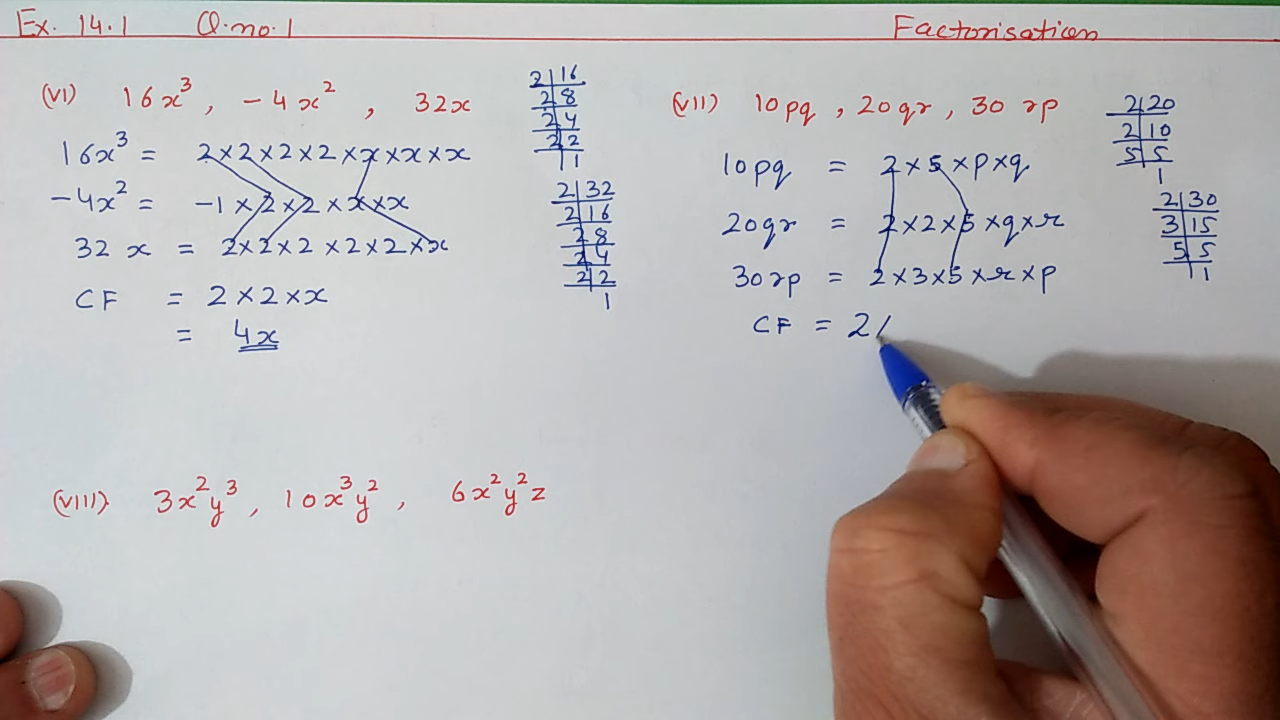 Ex. 14.1 Q.no.1 Factorisation
(VI) 16x³, -4x², 32x
2|16
2|8
2|4
2|2
|1
16x³ = 2×2×2×2×x×x×x
-4x² = -1×2×2×x×x
32x = 2×2×2×2×2×x
2|32
2|16
2|8
2|4
2|2
1
CF = 2×2×x
= 4x
(VII) 10pq, 20qr, 30rp
2|20
2|10
5|5
1
10pq = 2×5×p×q
20qr = 2×2×5×q×r
30rp = 2×3×5×r×p
2|30
3|15
5|5
|1
CF = 2
(VIII). 3x²y³, 10x³y², 6x²y²z